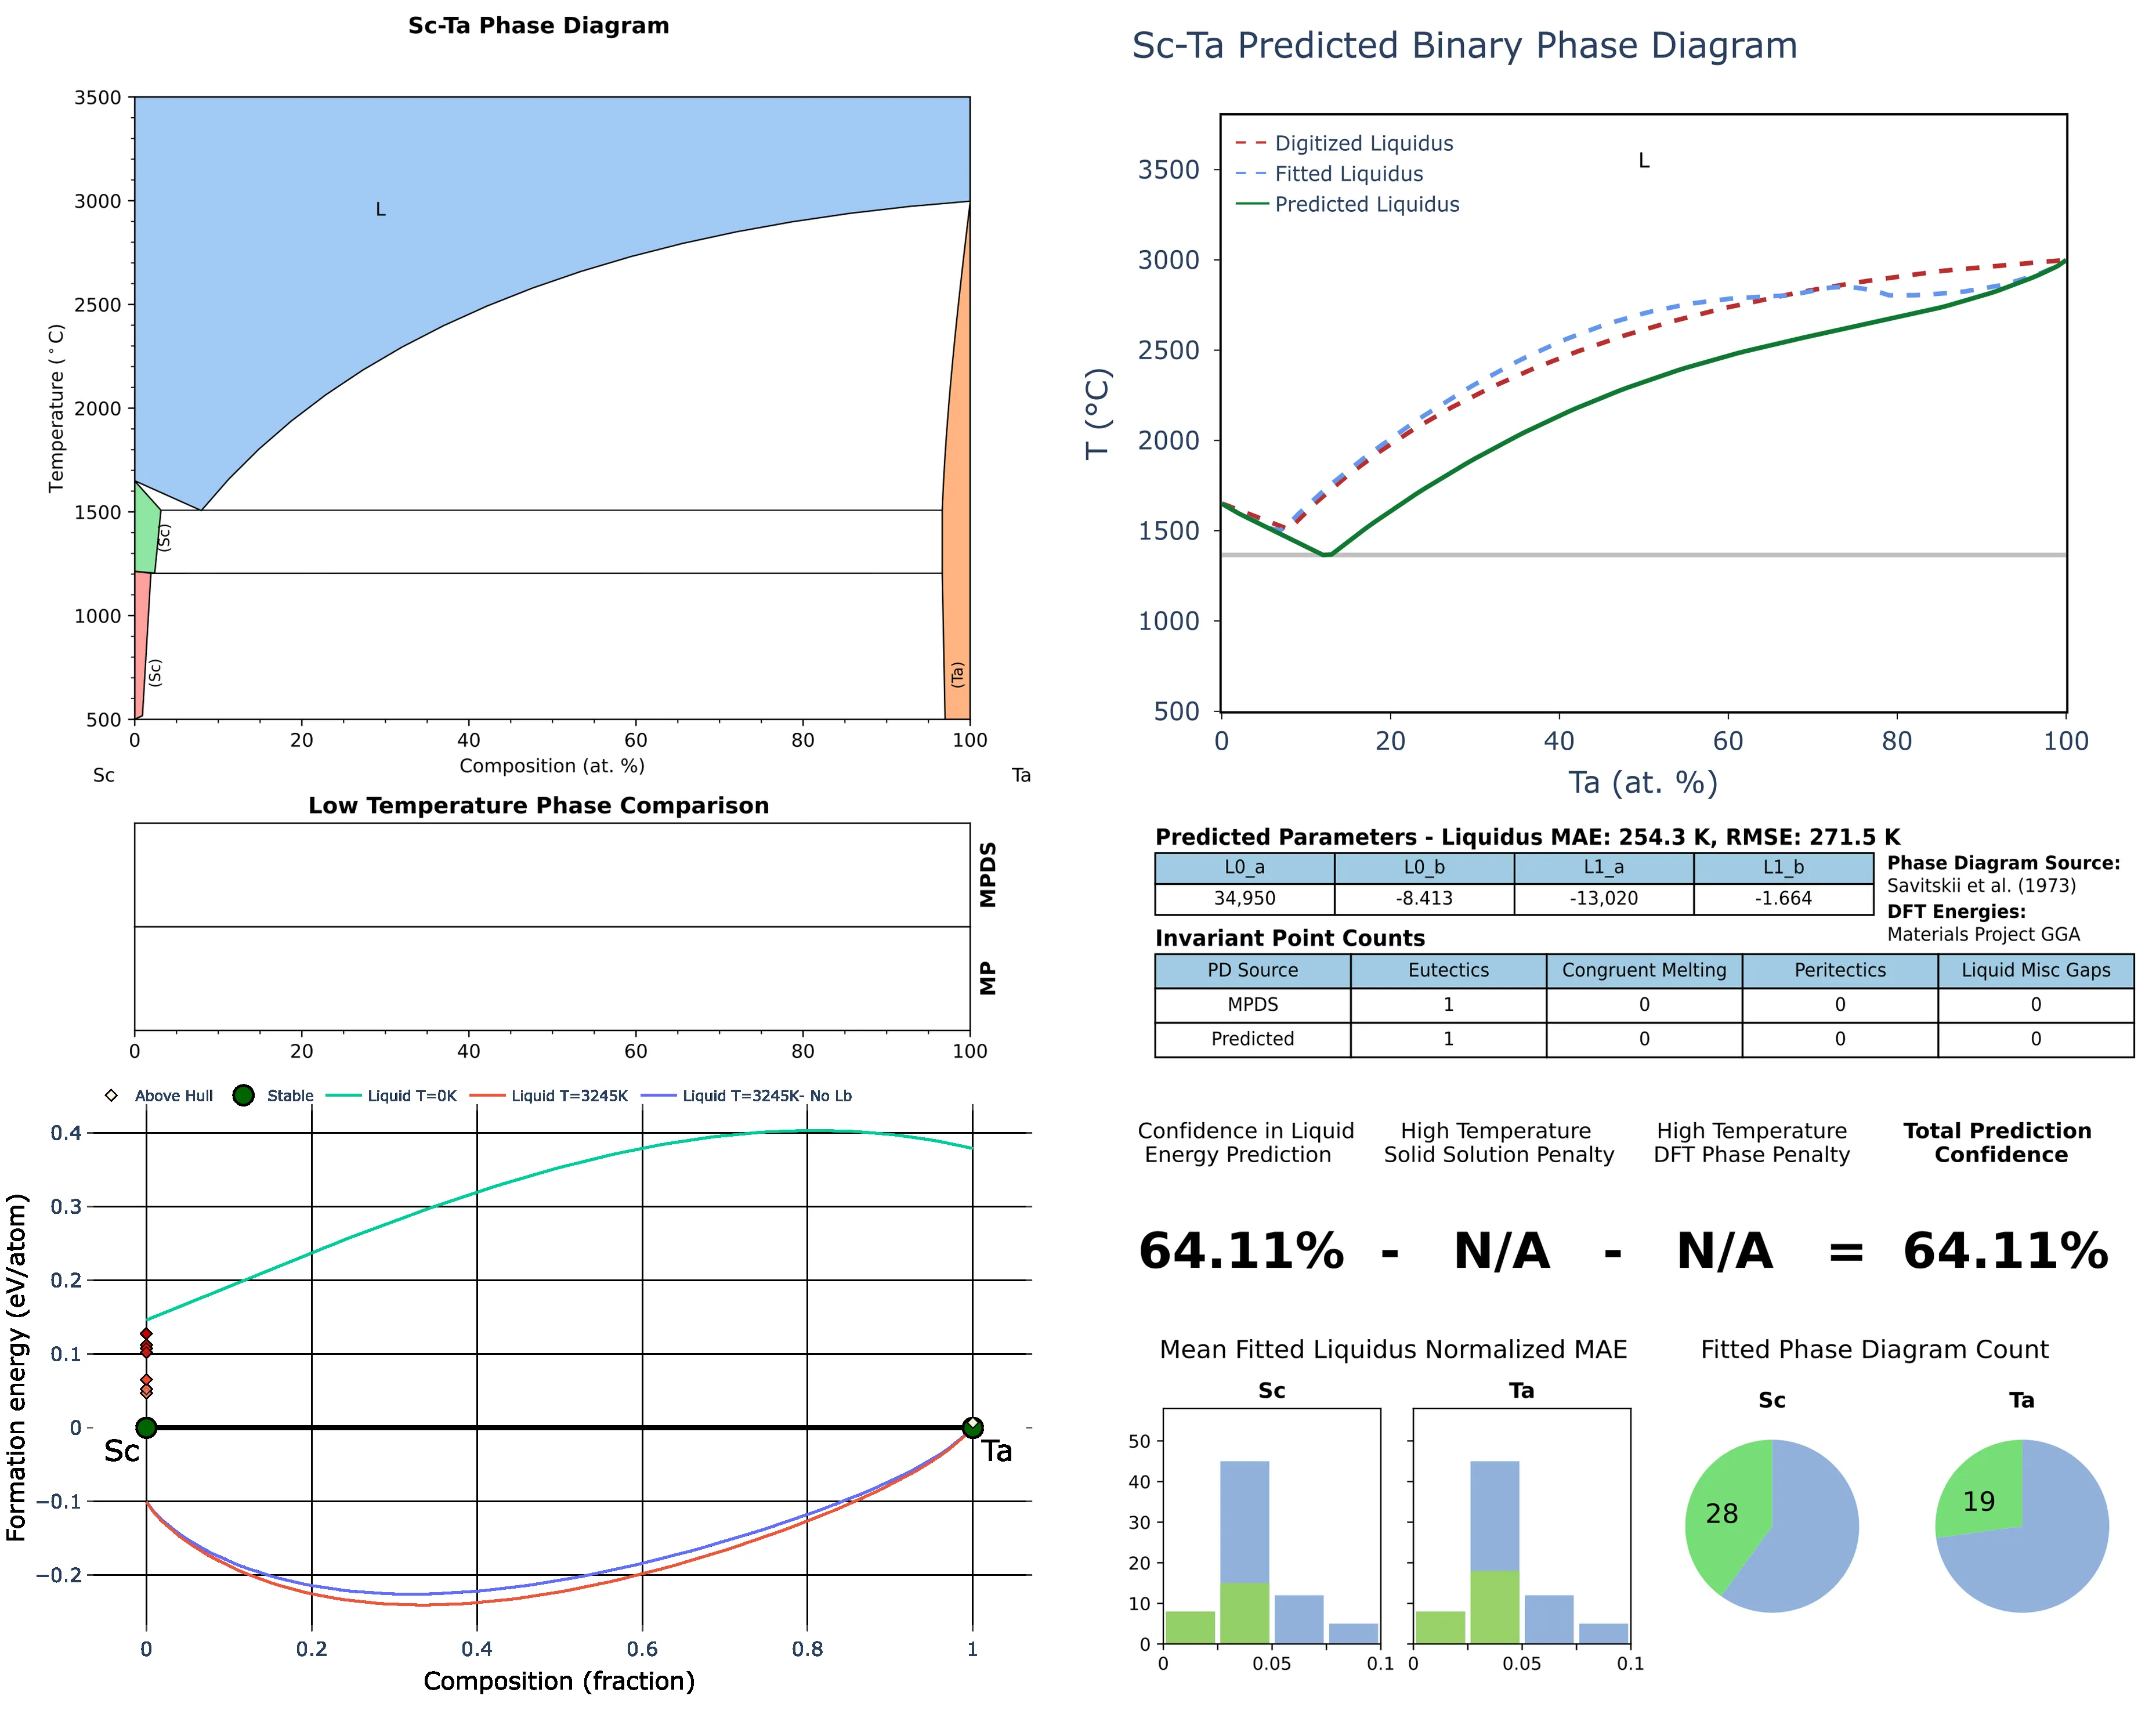 Sc-Ta Phase Diagram
3500
3000
2500
2000
1500
1000
500
Temperature (°C)
L
(Sc)
(Sc)
(Ta)
0 20 40 60 80 100
Composition (at. %)
Sc Ta
Low Temperature Phase Comparison
MPDS
MP
0 20 40 60 80 100
Above Hull Stable Liquid T=0K Liquid T=3245K Liquid T=3245K- No Lb
0.4
0.3
0.2
0.1
0
−0.1
−0.2
Formation energy (eV/atom)
Sc Ta
0 0.2 0.4 0.6 0.8 1
Composition (fraction)
Sc-Ta Predicted Binary Phase Diagram
Digitized Liquidus
Fitted Liquidus
Predicted Liquidus
L
3500
3000
2500
2000
1500
1000
500
T (°C)
0 20 40 60 80 100
Ta (at. %)
Predicted Parameters - Liquidus MAE: 254.3 K, RMSE: 271.5 K
L0_a L0_b L1_a L1_b
34,950 -8.413 -13,020 -1.664
Phase Diagram Source:
Savitskii et al. (1973)
DFT Energies:
Materials Project GGA
Invariant Point Counts
PD Source Eutectics Congruent Melting Peritectics Liquid Misc Gaps
MPDS 1 0 0 0
Predicted 1 0 0 0
Confidence in Liquid
Energy Prediction
High Temperature
Solid Solution Penalty
High Temperature
DFT Phase Penalty
Total Prediction
Confidence
64.11% - N/A - N/A = 64.11%
Mean Fitted Liquidus Normalized MAE
Sc Ta
50
40
30
20
10
0
0 0.05 0.1
0 0.05 0.1
Fitted Phase Diagram Count
Sc Ta
28 19